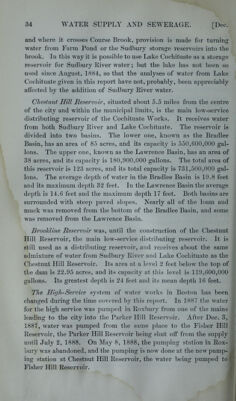 34 WATER SUPPLY AND SEWERAGE. [Dec.
and where it crosses Course Brook, provision is made for turning
water from Farm Pond or the Sudbury storage reservoirs into the
brook. In this way it is possible to use Lake Cochituate as a storage
reservoir for Sudbury River water; but the lake has not been so
used since August, 1884, so that the analyses of water from Lake
Cochituate given in this report have not, probably, been appreciably
affected by the addition of Sudbury River water.
Chestnut Hill Reservoir, situated about 5.5 miles from the centre
of the city and within the municipal limits, is the main low-service
distributing reservoir of the Cochituate Works. It receives water
from both Sudbury River and Lake Cochituate. The reservoir is
divided into two basins. The lower one, known as the Bradlee
Basin, has an area of 85 acres, and its capacity is 550,600,000 gal-
lons. The upper one, known as the Lawrence Basin, has an area of
38 acres, and its capacity is 180,900,000 gallons. The total area of
this reservoir is 123 acres, and its total capacity is 731,500,000 gal-
lons. The average depth of water in the Bradlee Basin is 19.8 feet
and its maximum depth 32 feet. In the Lawrence Basin the average
depth is 14.6 feet and the maximum depth 17 feet. Both basins are
surrounded with steep paved slopes. Nearly all of the loam and
muck was removed from the bottom of the Bradlee Basin, and some
was removed from the Lawrence Basin.
Brookline Reservoir was, until the construction of the Chestnut
Hill Reservoir, the main low-service distributing reservoir. It is
still used as a distributing reservoir, and receives about the same
admixture of water from Sudbury River and Lake Cochituate as the
Chestnut Hill Reservoir. Its area at a level 2 feet below the top of
the dam is 22.95 acres, and its capacity at this level is 119,600,000
gallons. Its greatest depth is 24 feet and its mean depth 16 feet.
The High-Service system of water works in Boston has been
changed during the time covered by this report. In 1887 the water
for the high service was pumped in Roxbury from one of the mains
leading to the city into the Parker Hill Reservoir. After Dec. 3,
1887, water was pumped from the same place to the Fisher Hill
Reservoir, the Parker Hill Reservoir being shut off from the supply
until July 2, 1888. On May 8, 1888, the pumping station in Rox-
bury was abandoned, and the pumping is now done at the new pump-
ing station at Chestnut Hill Reservoir, the water being pumped to
Fisher Hill Reservoir.